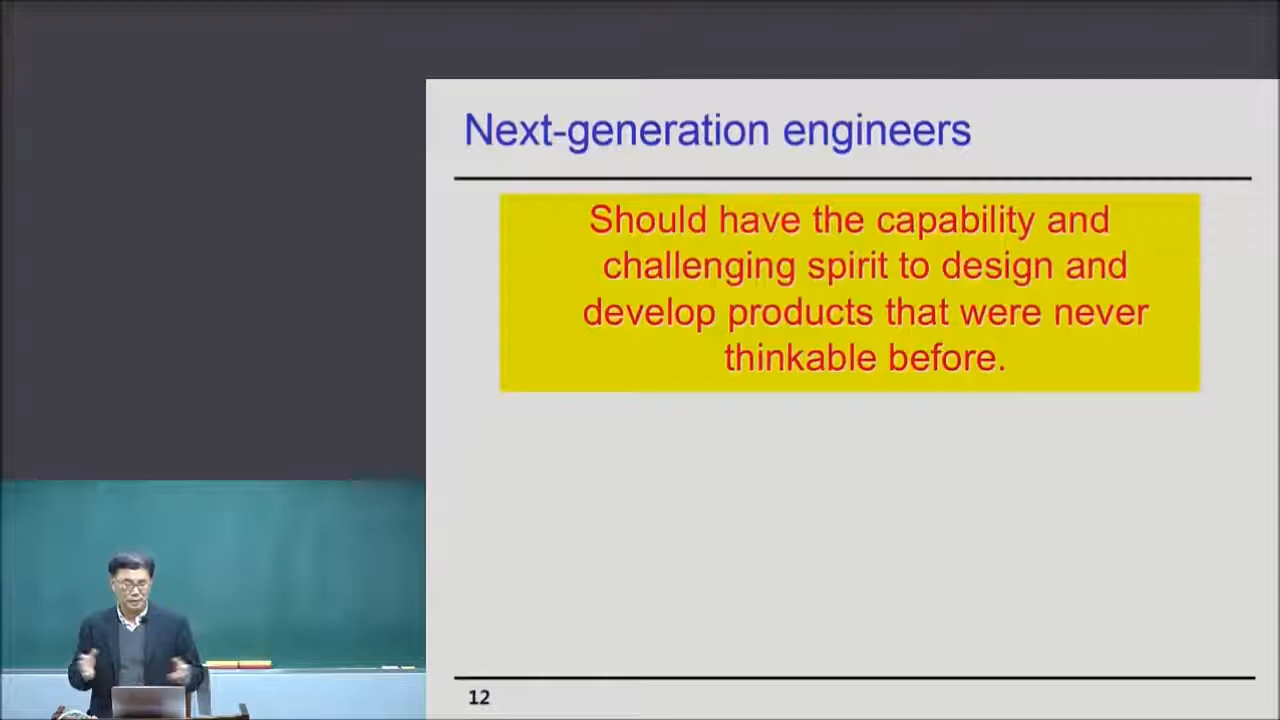 Next-generation engineers
Should have the capability and
challenging spirit to design and
develop products that were never
thinkable before.
12